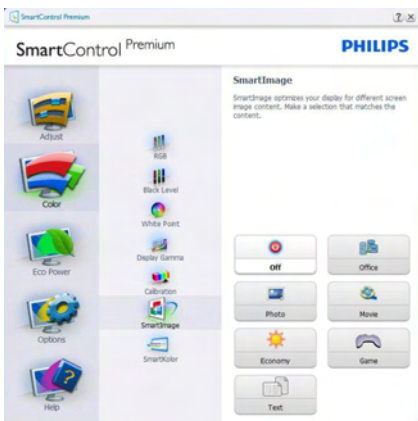 SmartControl Premium
SmartControl Premium
PHILIPS
Adjust
Color
Eco Power
Options
Help
RGB
Black Level
White Point
Display Gamma
Calibration
SmartImage
SmartKolor
SmartImage
SmartImage optimizes your display for different screen
image content. Make a selection that matches the
content.
Off
Office
Photo
Movie
Economy
Game
Text